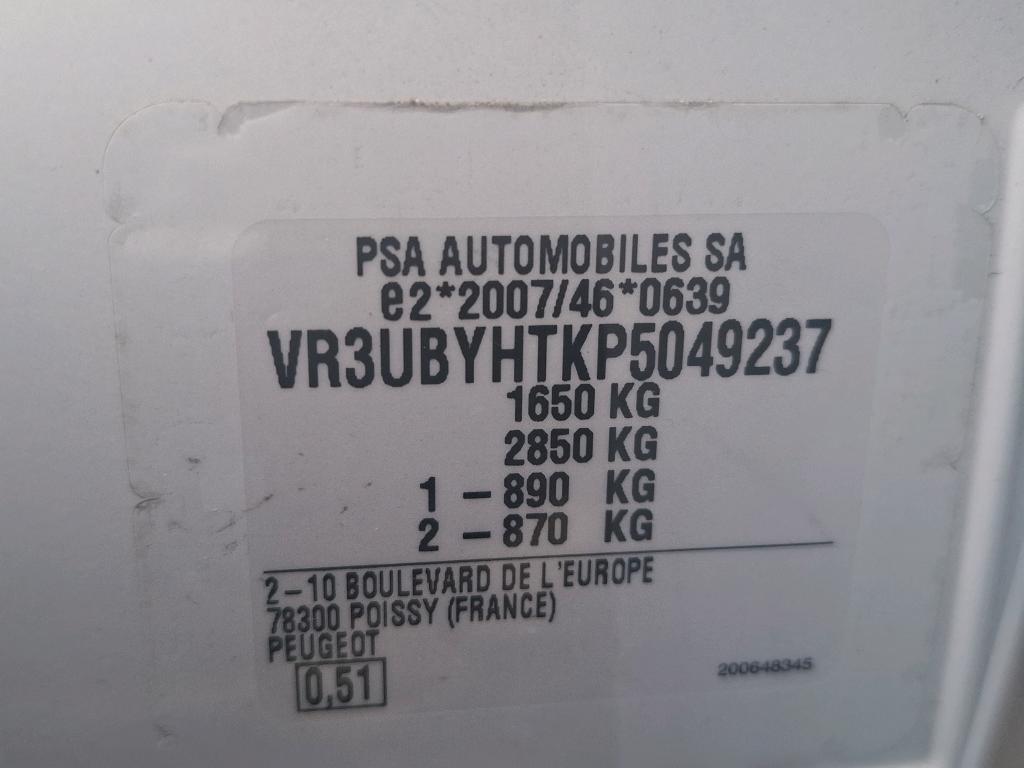 PSA AUTOMOBILES SA
e2*2007/46*0639
VR3UBYHTKP5049237
1650 KG
2850 KG
1 – 890 KG
2 – 870 KG
2–10 BOULEVARD DE L'EUROPE
78300 POISSY (FRANCE)
PEUGEOT
0,51
200648345